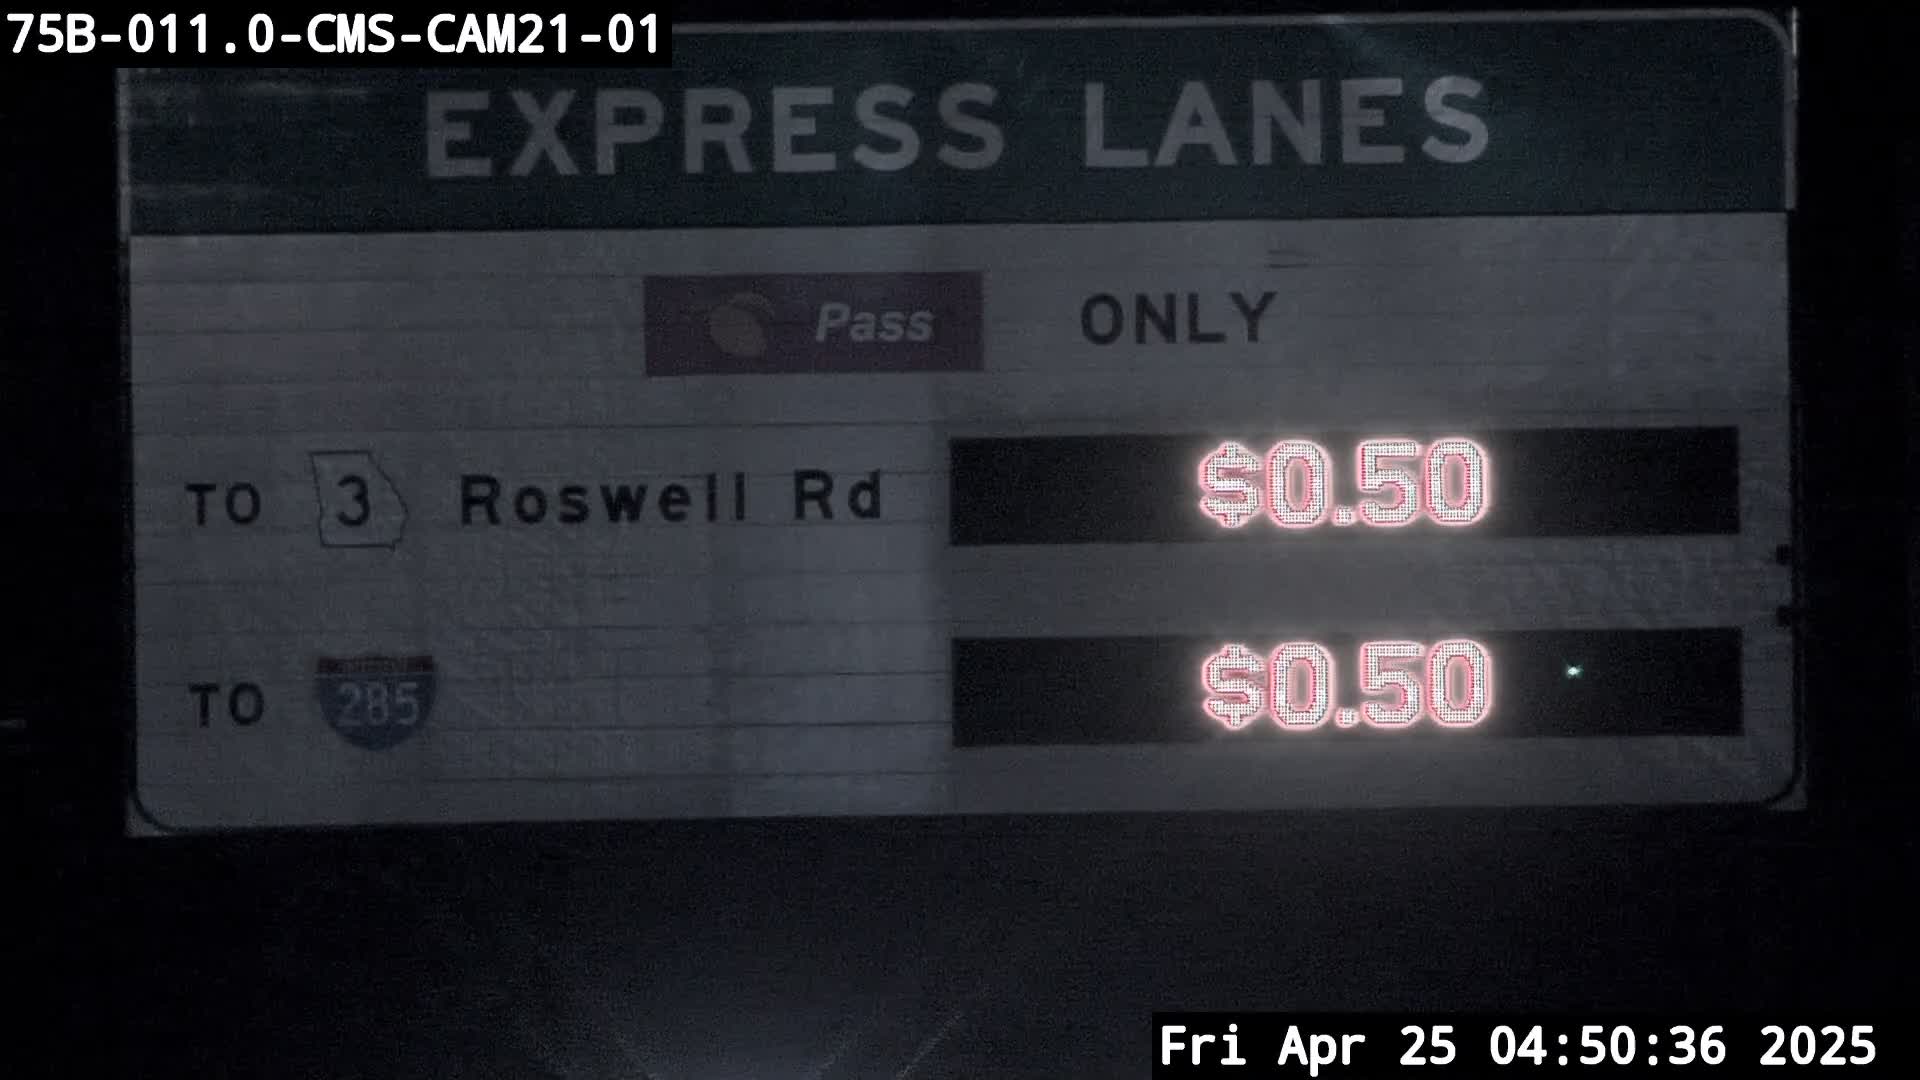 75B-011.0-CMS-CAM21-01
EXPRESS LANES
Pass ONLY
TO 3 Roswell Rd $0.50
TO 285 $0.50
Fri Apr 25 04:50:36 2025